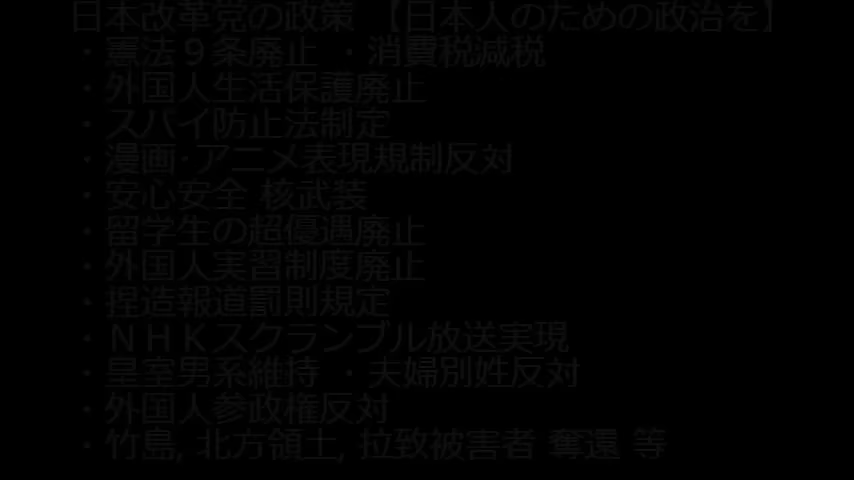 日本改革党の政策 【日本人のための政治を】
・憲法９条廃止 ・消費税減税
・外国人生活保護廃止
・スパイ防止法制定
・漫画・アニメ表現規制反対
・安心安全 核武装
・留学生の超優遇廃止
・外国人実習制度廃止
・捏造報道罰則規定
・ＮＨＫスクランブル放送実現
・皇室男系維持 ・夫婦別姓反対
・外国人参政権反対
・竹島, 北方領土, 拉致被害者 奪還 等